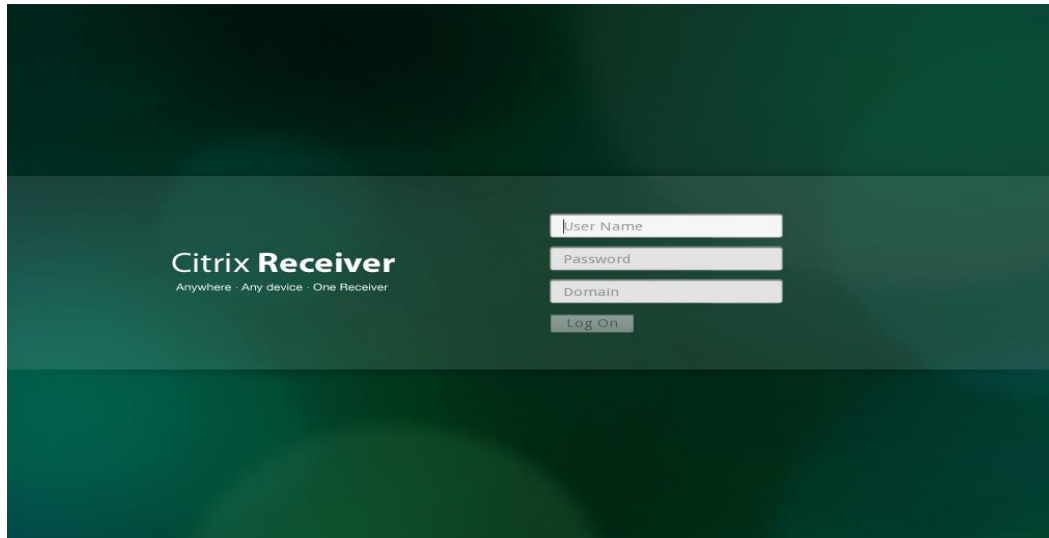 Citrix Receiver
Anywhere · Any device · One Receiver
User Name
Password
Domain
Log On